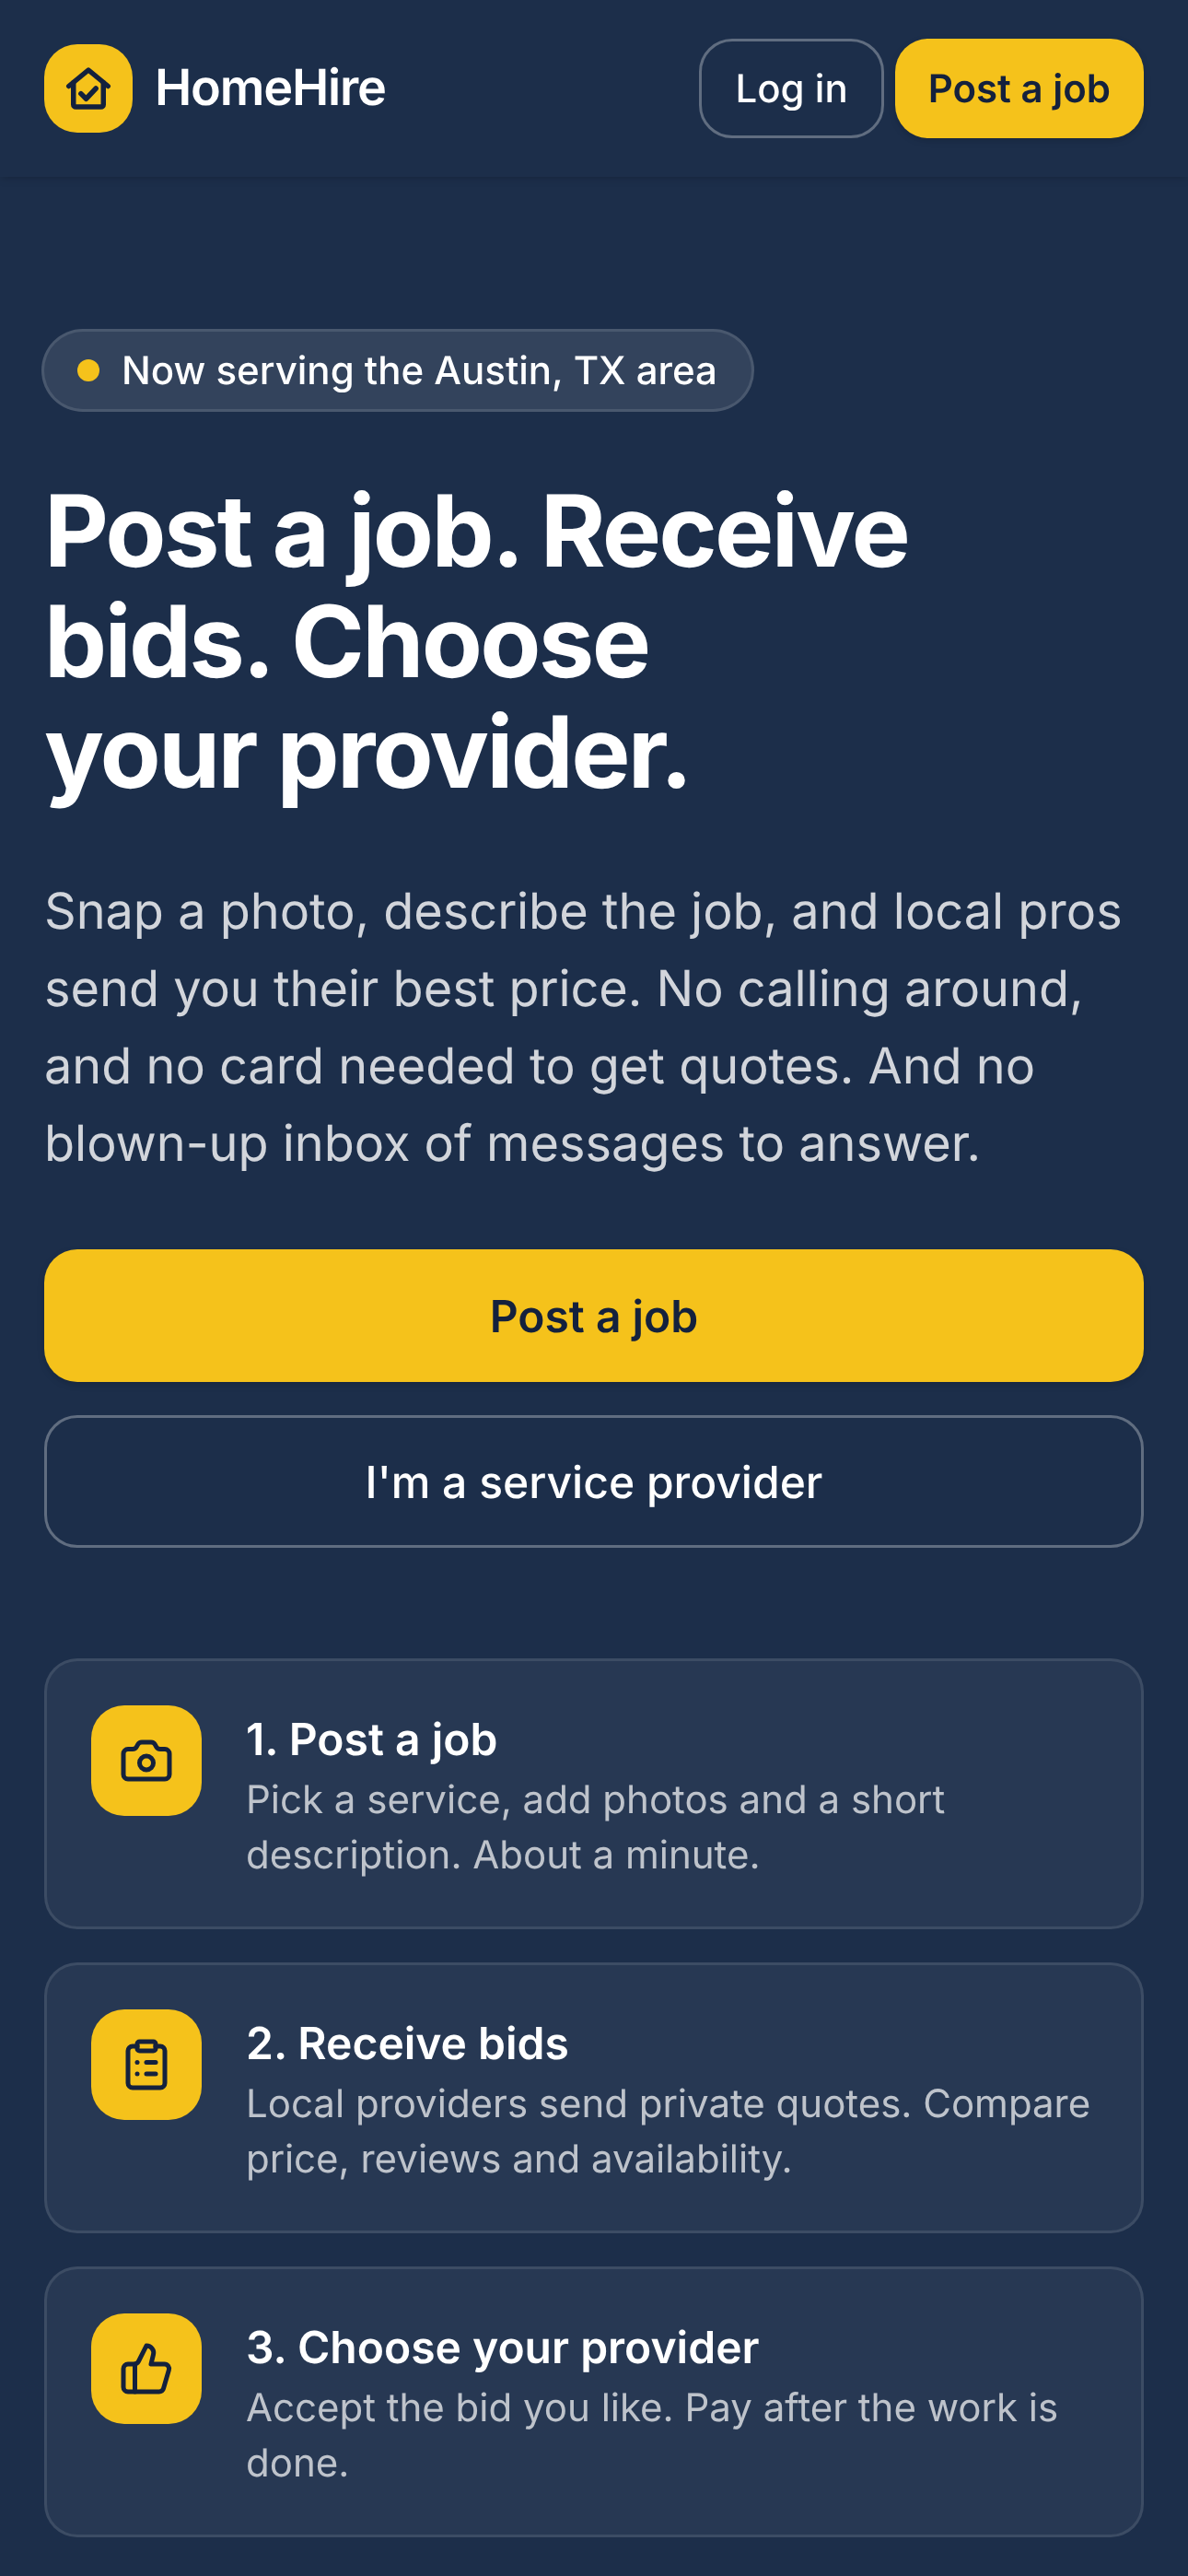 HomeHire
Log in
Post a job
Now serving the Austin, TX area
Post a job. Receive
bids. Choose
your provider.
Snap a photo, describe the job, and local pros
send you their best price. No calling around,
and no card needed to get quotes. And no
blown-up inbox of messages to answer.
Post a job
I'm a service provider
1. Post a job
Pick a service, add photos and a short
description. About a minute.
2. Receive bids
Local providers send private quotes. Compare
price, reviews and availability.
3. Choose your provider
Accept the bid you like. Pay after the work is
done.